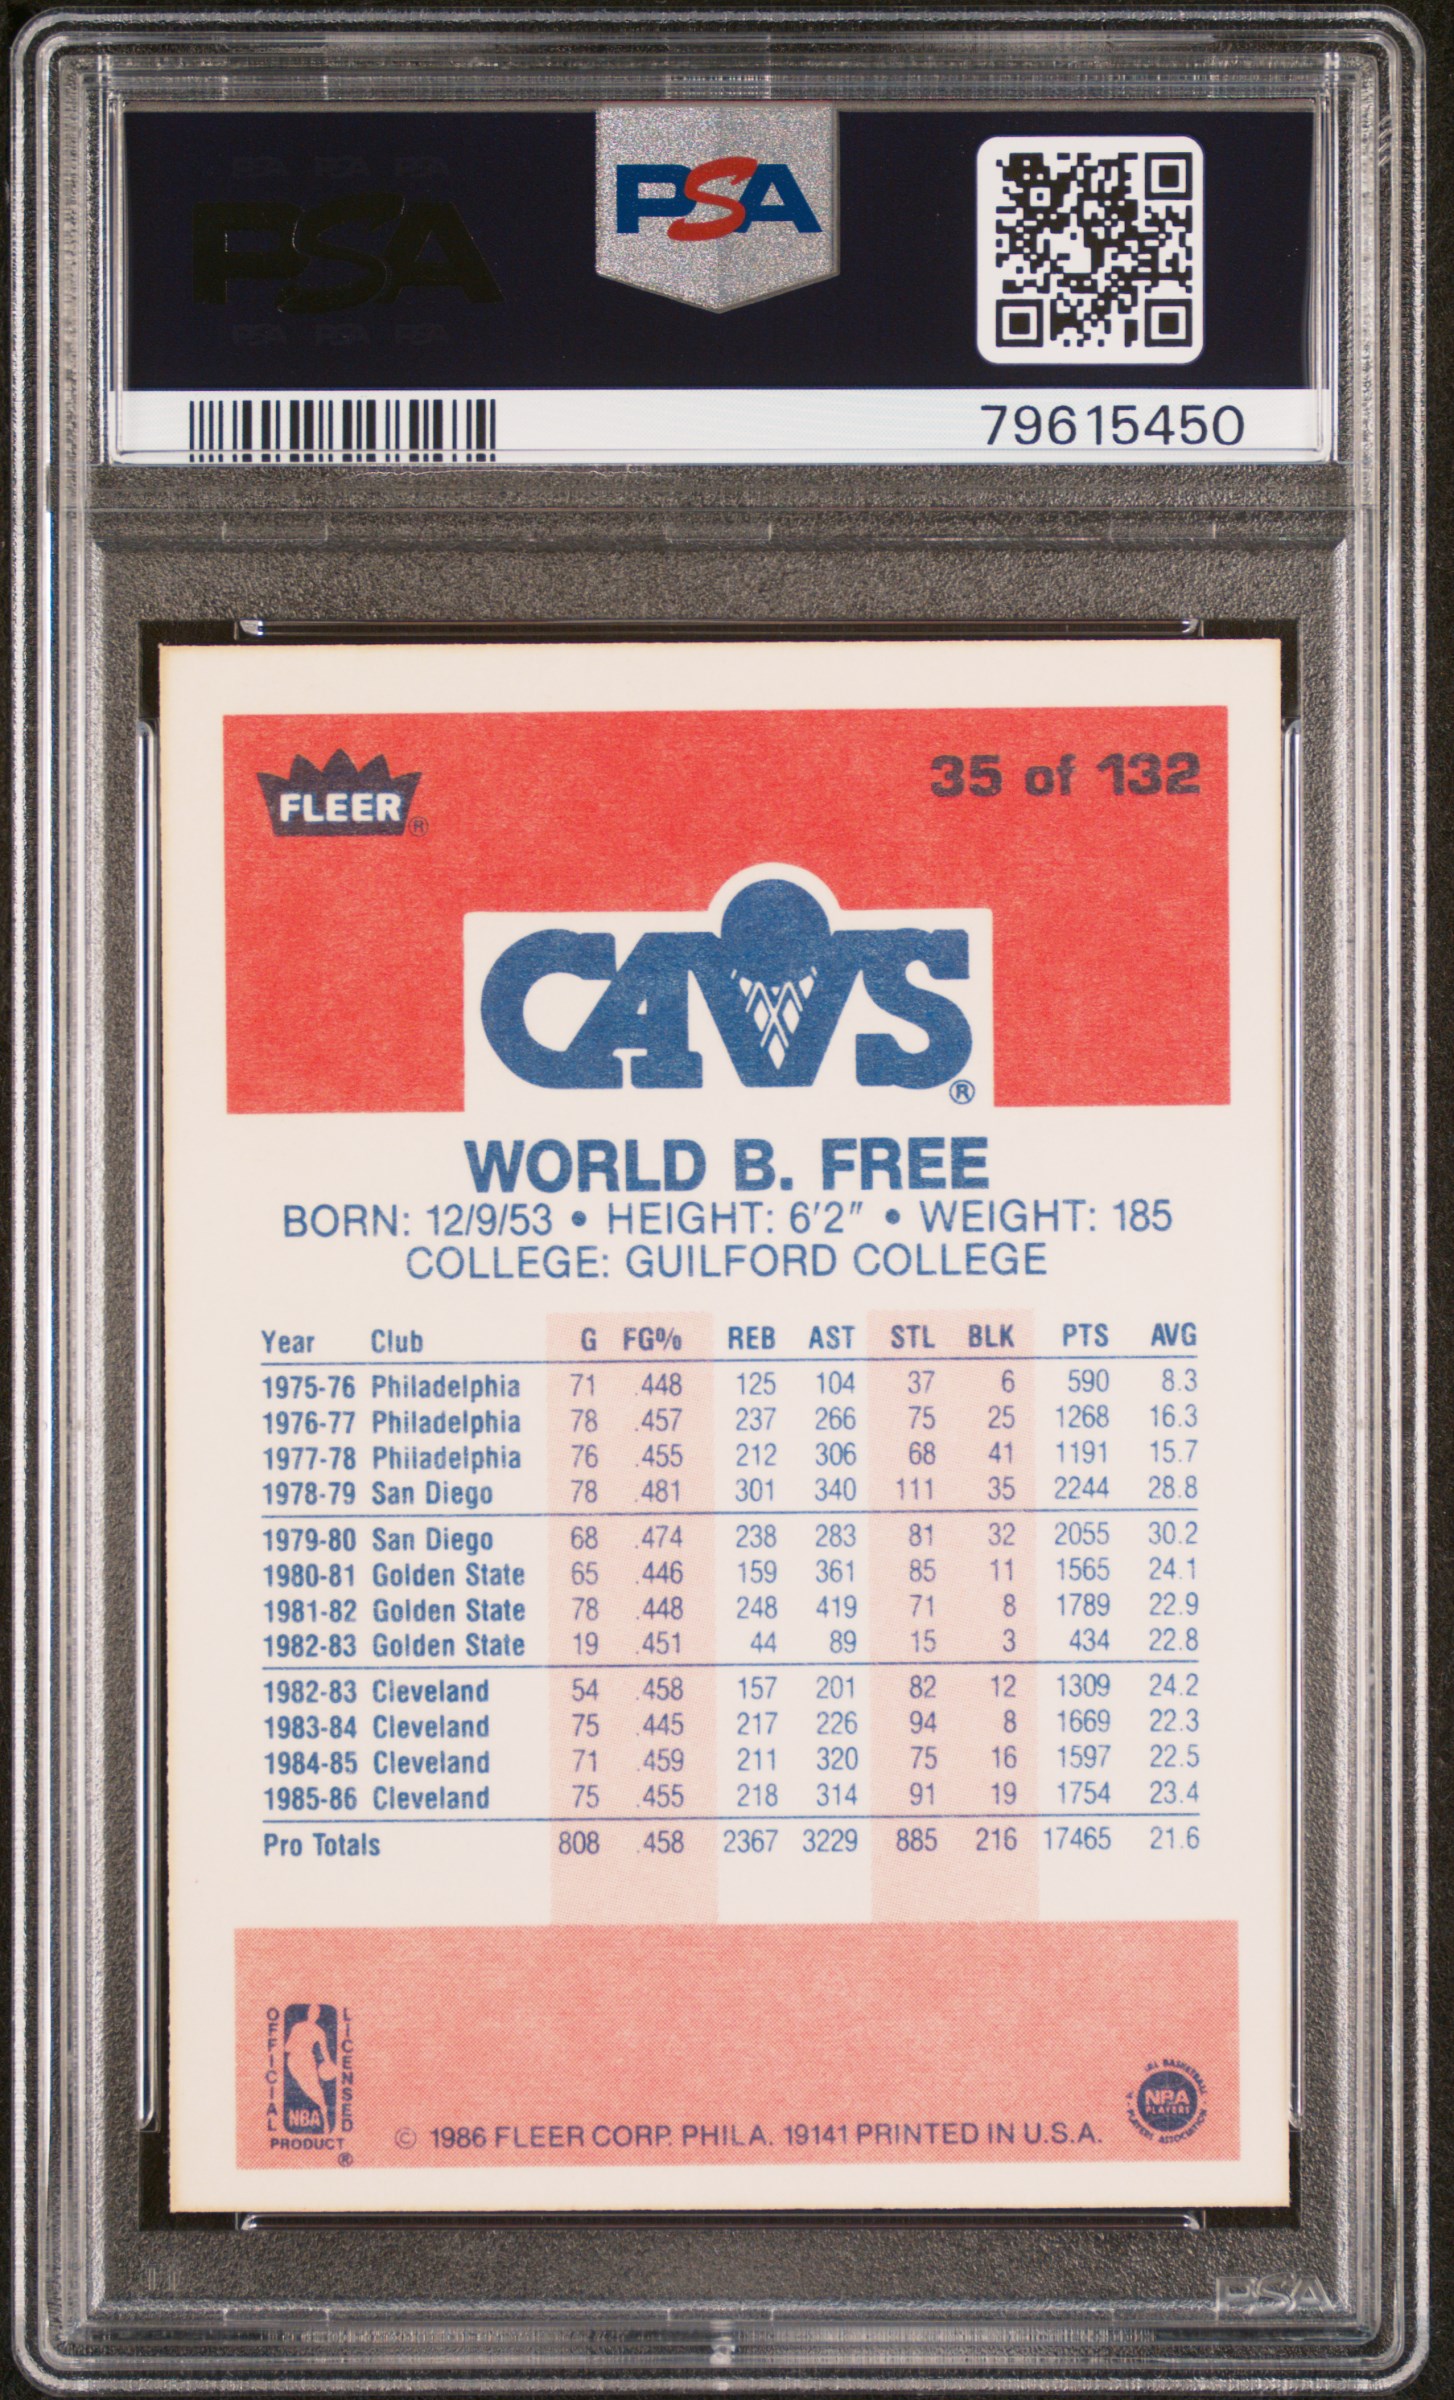 PSA PSA PSA
PSA
PSA PSA PSA
PSA
79615450
FLEER®
35 of 132
CAVS®
WORLD B. FREE
BORN: 12/9/53 • HEIGHT: 6'2" • WEIGHT: 185
COLLEGE: GUILFORD COLLEGE
Year Club G FG% REB AST STL BLK PTS AVG
1975-76 Philadelphia 71 .448 125 104 37 6 590 8.3
1976-77 Philadelphia 78 .457 237 266 75 25 1268 16.3
1977-78 Philadelphia 76 .455 212 306 68 41 1191 15.7
1978-79 San Diego 78 .481 301 340 111 35 2244 28.8
1979-80 San Diego 68 .474 238 283 81 32 2055 30.2
1980-81 Golden State 65 .446 159 361 85 11 1565 24.1
1981-82 Golden State 78 .448 248 419 71 8 1789 22.9
1982-83 Golden State 19 .451 44 89 15 3 434 22.8
1982-83 Cleveland 54 .458 157 201 82 12 1309 24.2
1983-84 Cleveland 75 .445 217 226 94 8 1669 22.3
1984-85 Cleveland 71 .459 211 320 75 16 1597 22.5
1985-86 Cleveland 75 .455 218 314 91 19 1754 23.4
Pro Totals 808 .458 2367 3229 885 216 17465 21.6
OFFICIAL LICENSED
NBA
PRODUCT ®
© 1986 FLEER CORP. PHILA. 19141 PRINTED IN U.S.A.
BASKETBALL
PLAYERS ASSOCIATION
PLAYERS
PSA